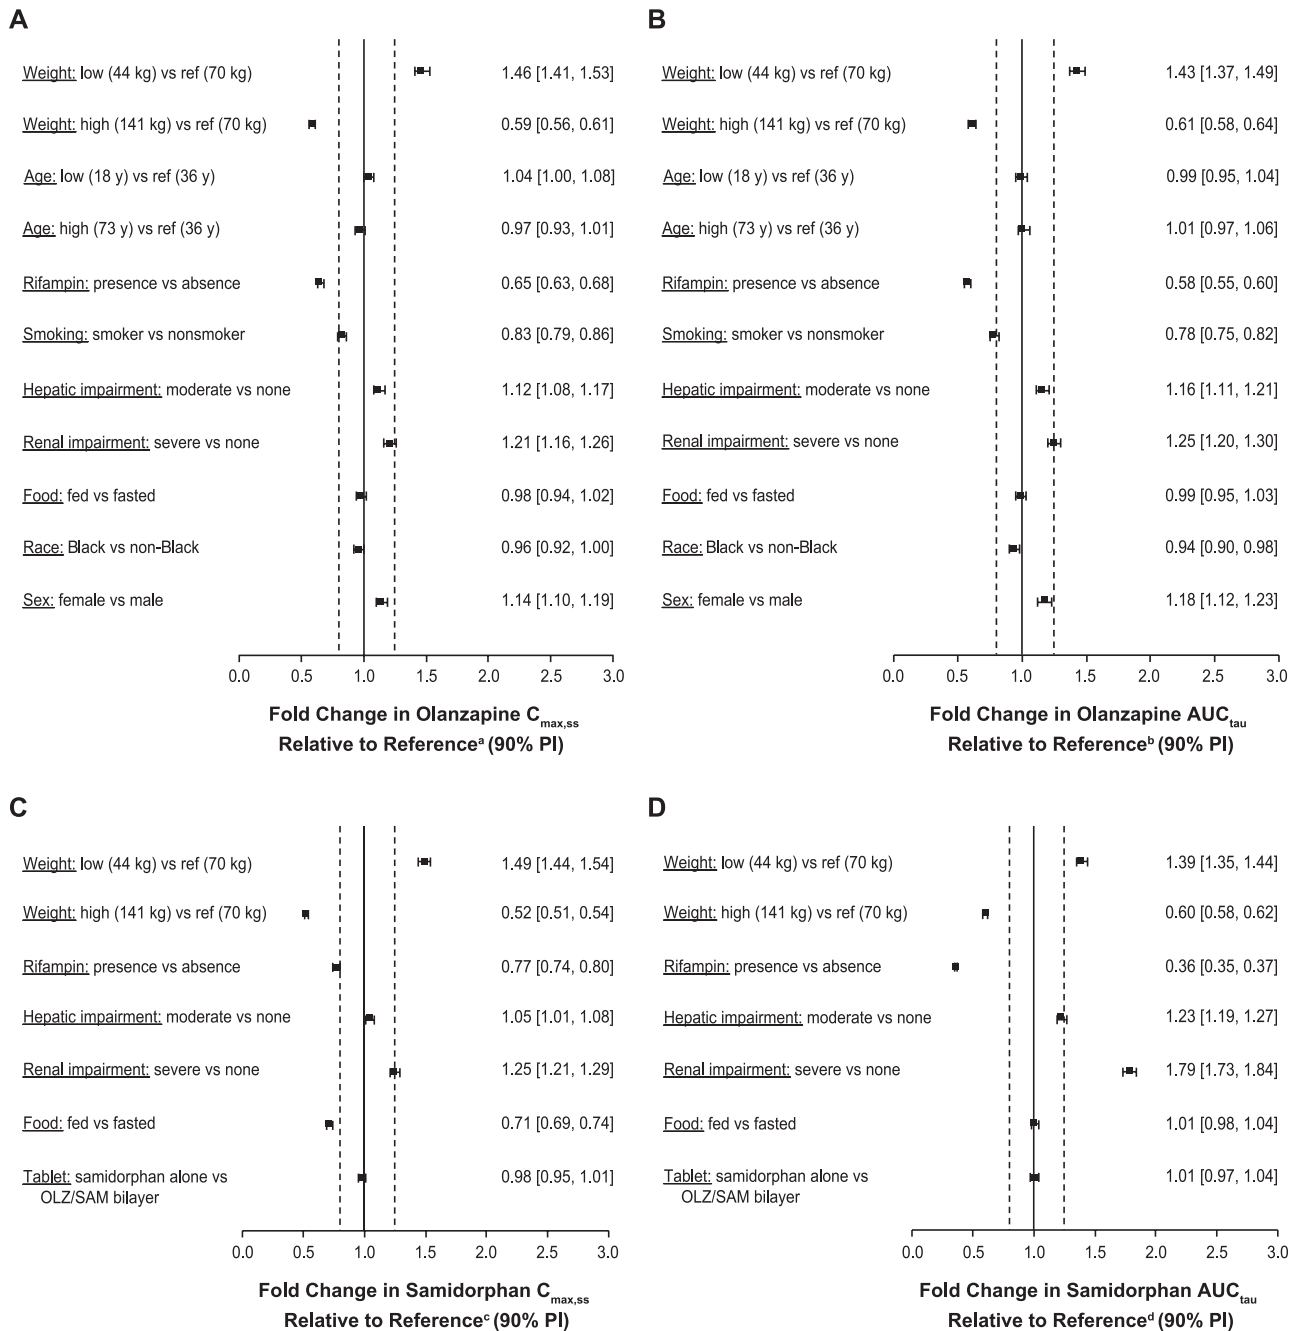 A
Weight: low (44 kg) vs ref (70 kg) 1.46 [1.41, 1.53]
Weight: high (141 kg) vs ref (70 kg) 0.59 [0.56, 0.61]
Age: low (18 y) vs ref (36 y) 1.04 [1.00, 1.08]
Age: high (73 y) vs ref (36 y) 0.97 [0.93, 1.01]
Rifampin: presence vs absence 0.65 [0.63, 0.68]
Smoking: smoker vs nonsmoker 0.83 [0.79, 0.86]
Hepatic impairment: moderate vs none 1.12 [1.08, 1.17]
Renal impairment: severe vs none 1.21 [1.16, 1.26]
Food: fed vs fasted 0.98 [0.94, 1.02]
Race: Black vs non-Black 0.96 [0.92, 1.00]
Sex: female vs male 1.14 [1.10, 1.19]
0.0 0.5 1.0 1.5 2.0 2.5 3.0
Fold Change in Olanzapine Cmax,ss
Relative to Referenceᵃ (90% PI)
B
Weight: low (44 kg) vs ref (70 kg) 1.43 [1.37, 1.49]
Weight: high (141 kg) vs ref (70 kg) 0.61 [0.58, 0.64]
Age: low (18 y) vs ref (36 y) 0.99 [0.95, 1.04]
Age: high (73 y) vs ref (36 y) 1.01 [0.97, 1.06]
Rifampin: presence vs absence 0.58 [0.55, 0.60]
Smoking: smoker vs nonsmoker 0.78 [0.75, 0.82]
Hepatic impairment: moderate vs none 1.16 [1.11, 1.21]
Renal impairment: severe vs none 1.25 [1.20, 1.30]
Food: fed vs fasted 0.99 [0.95, 1.03]
Race: Black vs non-Black 0.94 [0.90, 0.98]
Sex: female vs male 1.18 [1.12, 1.23]
0.0 0.5 1.0 1.5 2.0 2.5 3.0
Fold Change in Olanzapine AUCtau
Relative to Referenceᵇ (90% PI)
C
Weight: low (44 kg) vs ref (70 kg) 1.49 [1.44, 1.54]
Weight: high (141 kg) vs ref (70 kg) 0.52 [0.51, 0.54]
Rifampin: presence vs absence 0.77 [0.74, 0.80]
Hepatic impairment: moderate vs none 1.05 [1.01, 1.08]
Renal impairment: severe vs none 1.25 [1.21, 1.29]
Food: fed vs fasted 0.71 [0.69, 0.74]
Tablet: samidorphan alone vs 0.98 [0.95, 1.01]
OLZ/SAM bilayer
0.0 0.5 1.0 1.5 2.0 2.5 3.0
Fold Change in Samidorphan Cmax,ss
Relative to Referenceᶜ (90% PI)
D
Weight: low (44 kg) vs ref (70 kg) 1.39 [1.35, 1.44]
Weight: high (141 kg) vs ref (70 kg) 0.60 [0.58, 0.62]
Rifampin: presence vs absence 0.36 [0.35, 0.37]
Hepatic impairment: moderate vs none 1.23 [1.19, 1.27]
Renal impairment: severe vs none 1.79 [1.73, 1.84]
Food: fed vs fasted 1.01 [0.98, 1.04]
Tablet: samidorphan alone vs 1.01 [0.97, 1.04]
OLZ/SAM bilayer
0.0 0.5 1.0 1.5 2.0 2.5 3.0
Fold Change in Samidorphan AUCtau
Relative to Referenceᵈ (90% PI)